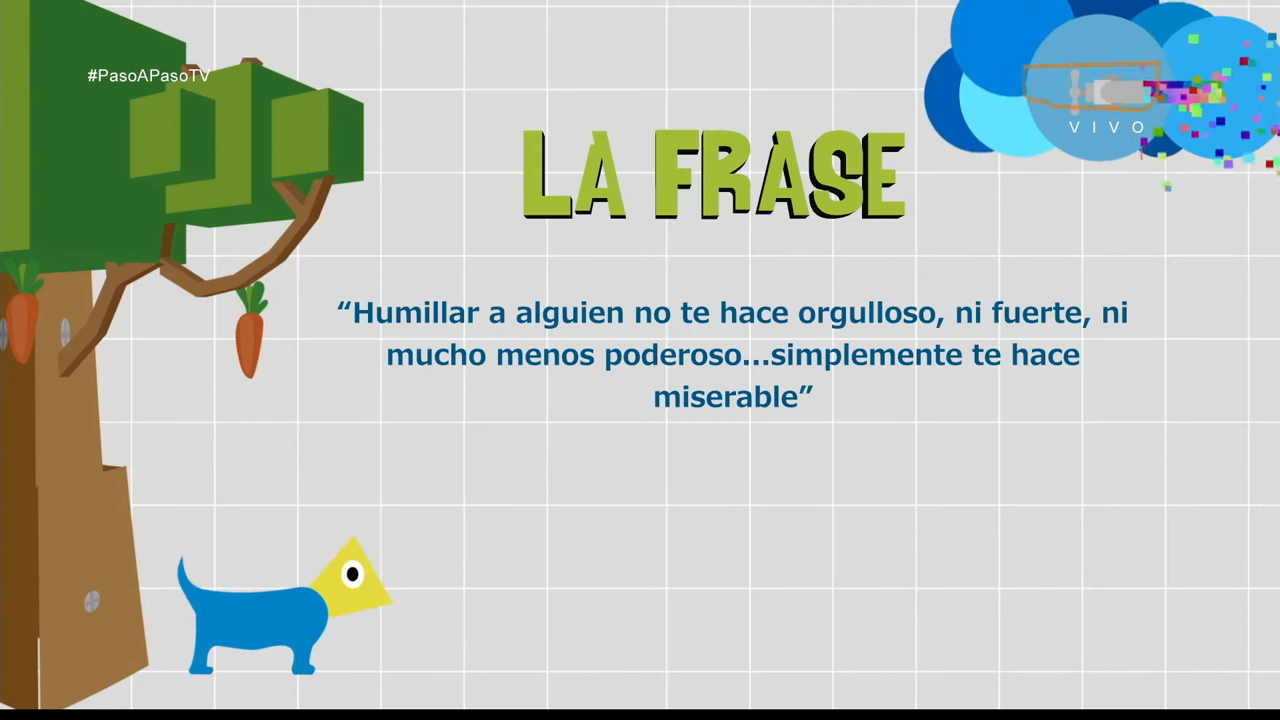 #PasoAPasoTV
VIVO
LA FRASE
“Humillar a alguien no te hace orgulloso, ni fuerte, ni
mucho menos poderoso...simplemente te hace
miserable”